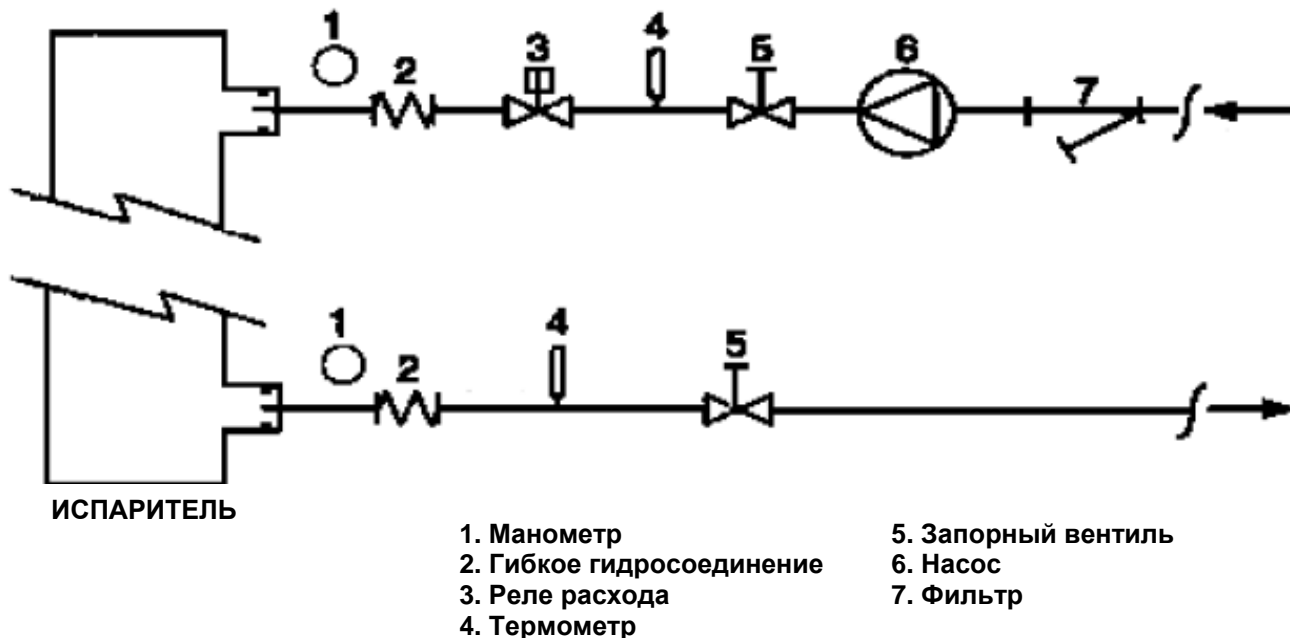 1 2 3 4 5 6 7
1 2 4 5
ИСПАРИТЕЛЬ
1. Манометр
2. Гибкое гидросоединение
3. Реле расхода
4. Термометр
5. Запорный вентиль
6. Насос
7. Фильтр